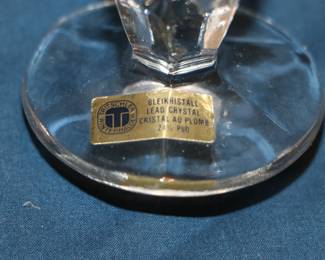 BLEIKRISTALL
LEAD CRYSTAL
CRISTAL AU PLOMB
24% PbO